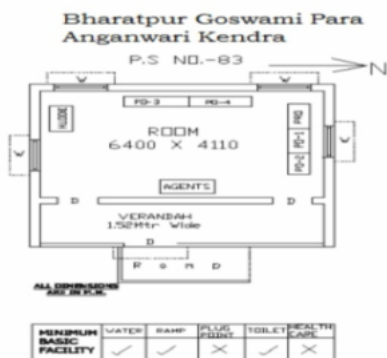 Bharatpur Goswami Para
Anganwari Kendra
P.S NO.-83
N
W
W
PO-3
PO-4
ROOM
6400 X 4110
PRO
PO-1
PO-2
W
W
AGENTS
D
D
VERANDAH
1.52Mtr Wide
D
R a m p
ALL DIMENSIONS
ARE IN M.M.
MINIMUM BASIC FACILITY
WATER
RAMP
PLUG POINT
TOILET
HEALTH CARE
✓
✓
X
✓
X